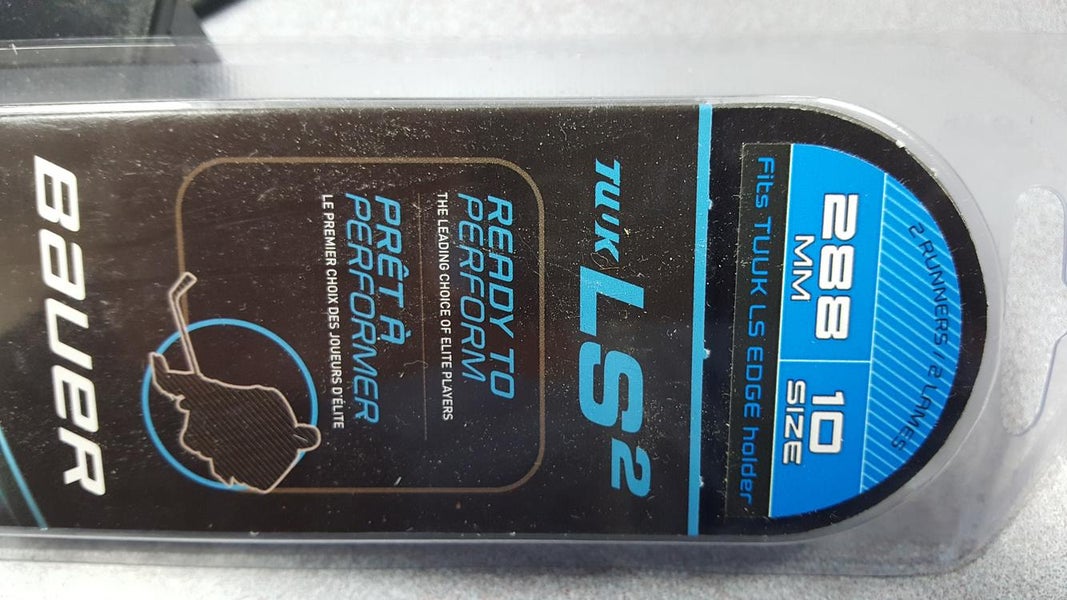 2 RUNNERS / 2 LAMES
288 10
MM SIZE
Fits TUUK LS EDGE holder
TUUK LS2
READY TO
PERFORM
THE LEADING CHOICE OF ELITE PLAYERS
PRÊT À
PERFORMER
LE PREMIER CHOIX DES JOUEURS D'ÉLITE
BAUER